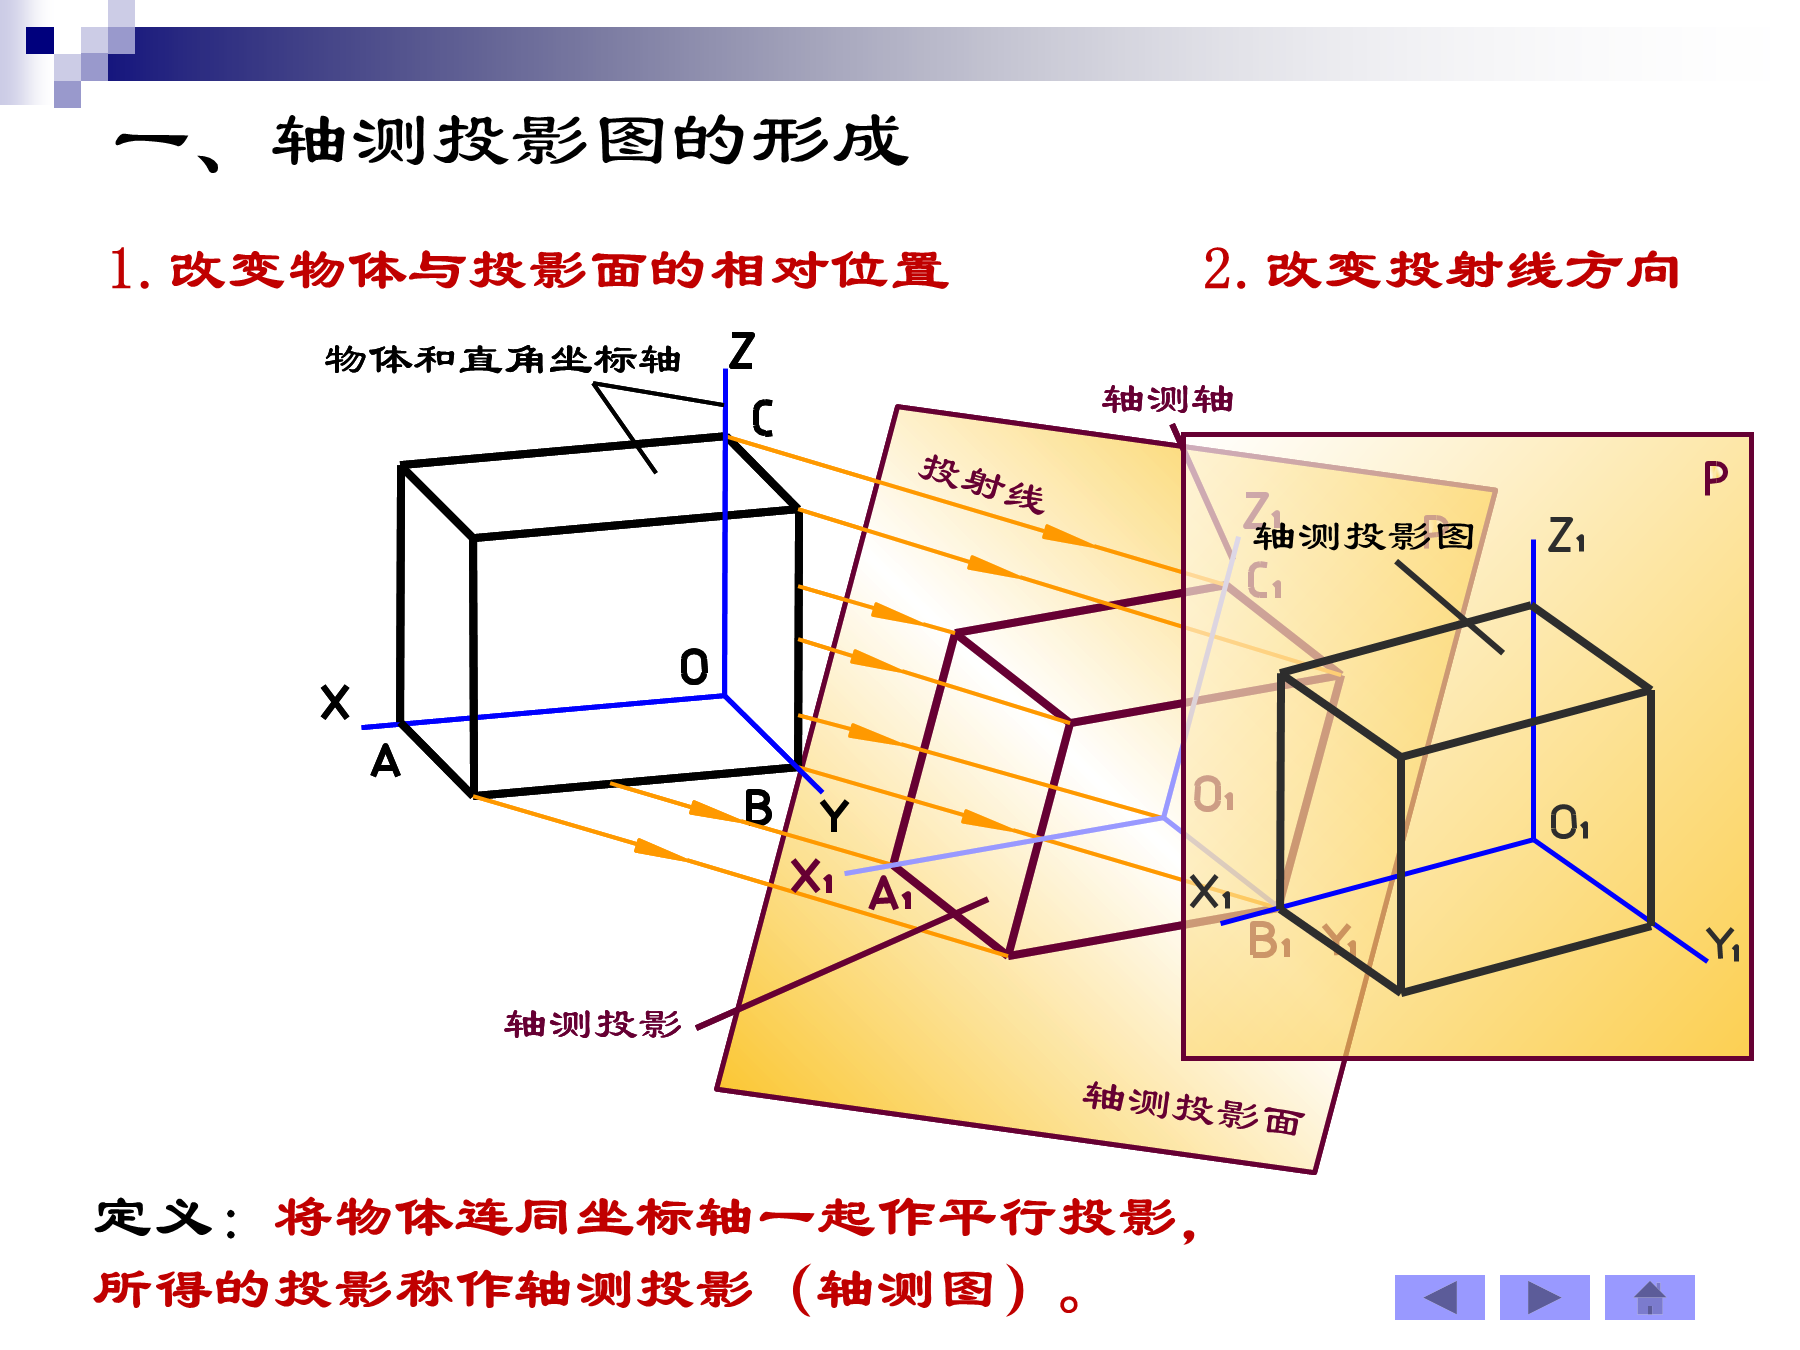 一、轴测投影图的形成
1.改变物体与投影面的相对位置
2.改变投射线方向
物体和直角坐标轴
Z
C
轴测轴
投射线
P
Z1
P
轴测投影图
Z1
C1
O
X
A
B
Y
O1
O1
X1
A1
X1
B1
Y1
Y1
轴测投影
轴测投影面
定义：将物体连同坐标轴一起作平行投影，
所得的投影称作轴测投影（轴测图）。